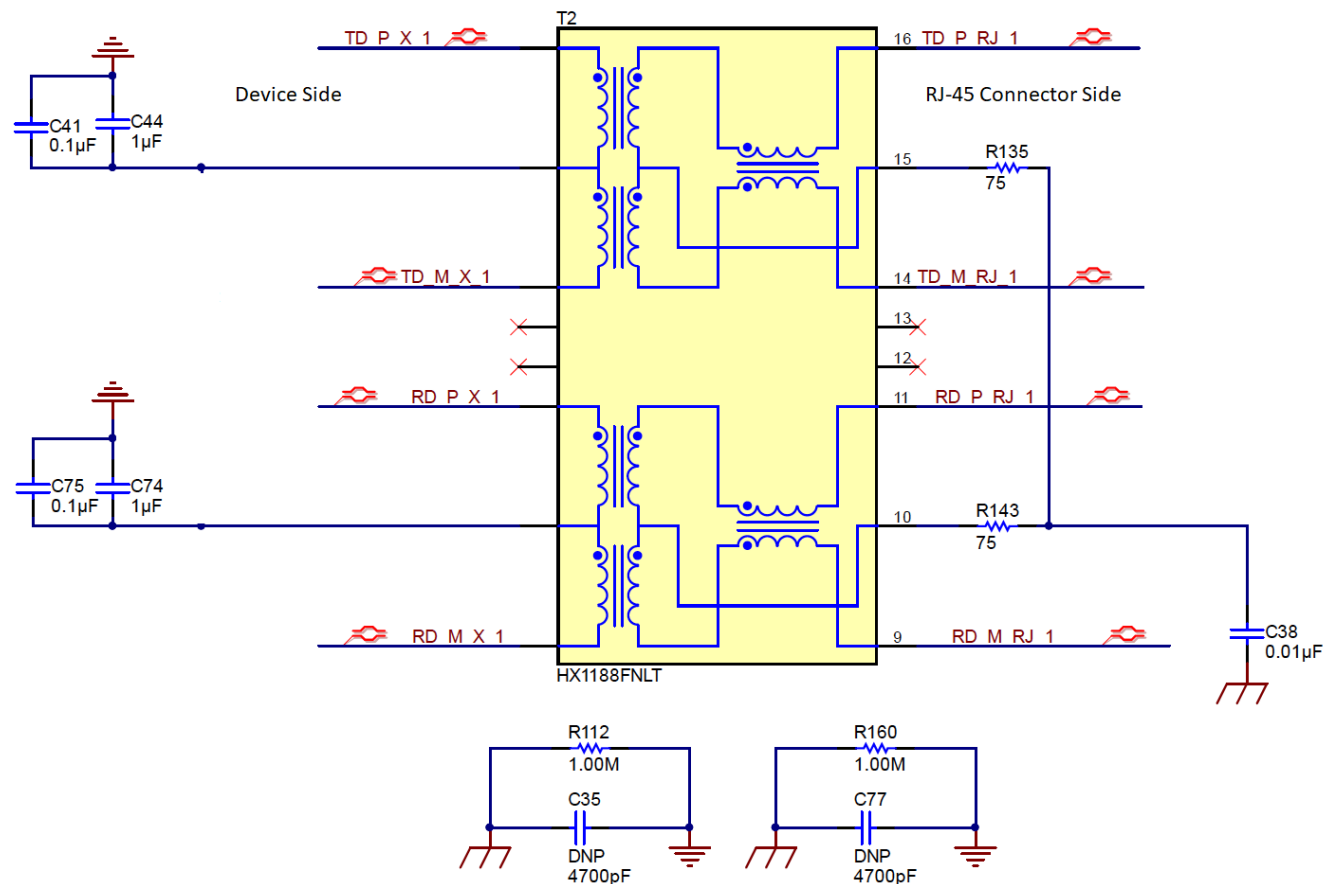 T2
TD_P_X_1
16 TD_P_RJ_1
Device Side
RJ-45 Connector Side
C41
0.1µF
C44
1µF
15
R135
75
TD_M_X_1
14 TD_M_RJ_1
13
12
RD_P_X_1
11 RD_P_RJ_1
C75
0.1µF
C74
1µF
10
R143
75
RD_M_X_1
9 RD_M_RJ_1
C38
0.01µF
HX1188FNLT
R112
1.00M
C35
DNP
4700pF
R160
1.00M
C77
DNP
4700pF